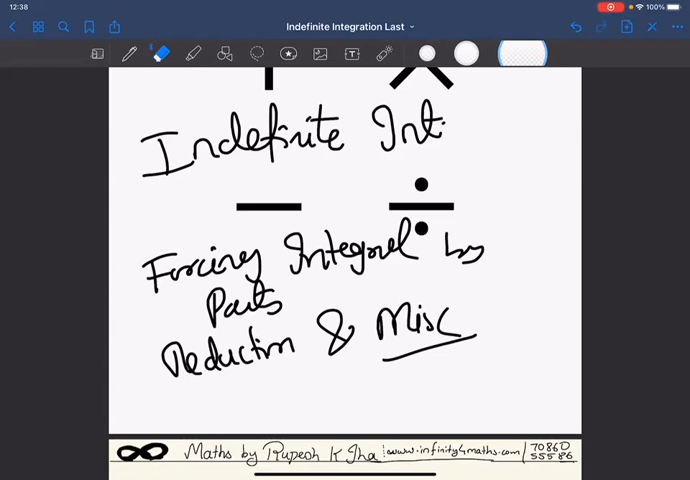 12:38
100%
Indefinite Integration Last
Indefinite Int.
Forcing Integral by
Parts
Reduction & Misc
Maths by Rupesh K Jha | www.infinity4maths.com / 70860 55586